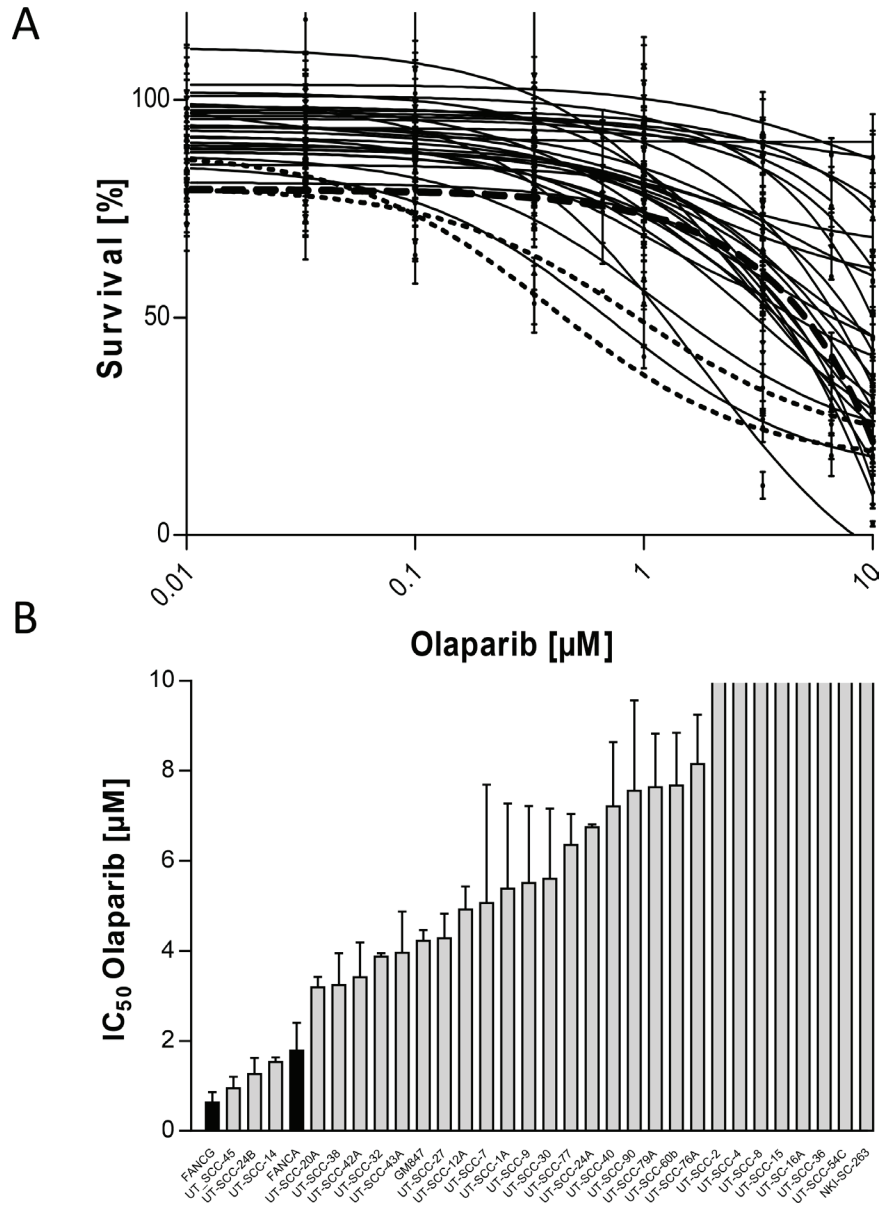 A
Survival [%]
100
50
0
0.01
0.1
1
10
Olaparib [µM]
B
IC50 Olaparib [µM]
10
8
6
4
2
0
FANCG
UT_SCC-45
UT-SCC-24B
UT-SCC-14
FANCA
UT-SCC-20A
UT-SCC-38
UT-SCC-42A
UT-SCC-32
UT-SCC-43A
GM847
UT-SCC-27
UT-SCC-12A
UT-SCC-7
UT-SCC-1A
UT-SCC-9
UT-SCC-30
UT-SCC-77
UT-SCC-24A
UT-SCC-40
UT-SCC-90
UT-SCC-79A
UT-SCC-60b
UT-SCC-76A
UT-SCC-2
UT-SCC-4
UT-SCC-8
UT-SCC-15
UT-SC-16A
UT-SCC-36
UT-SCC-54C
NKI-SC-263